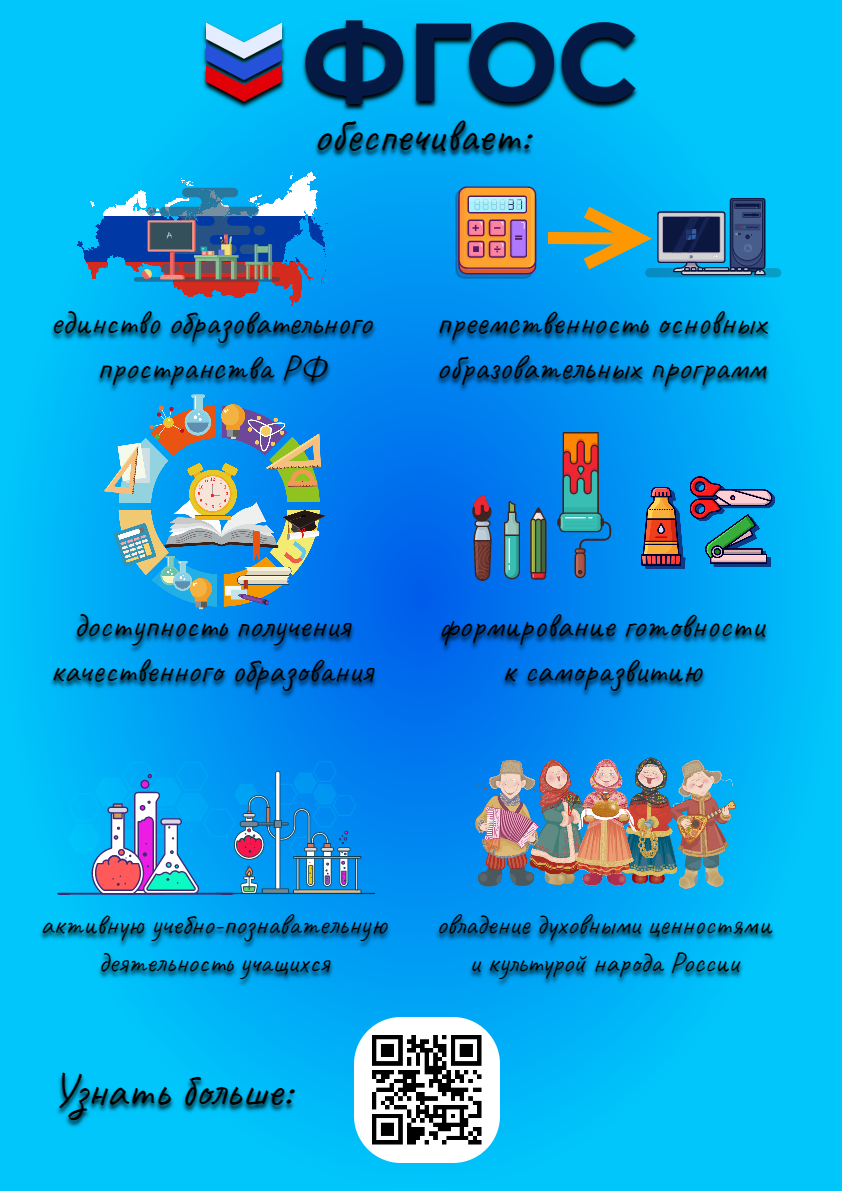 ФГОС
обеспечивает:
A
37
единство образовательного
пространства РФ
преемственность основных
образовательных программ
доступность получения
качественного образования
формирование готовности
к саморазвитию
активную учебно-познавательную
деятельность учащихся
овладение духовными ценностями
и культурой народа России
Узнать больше: